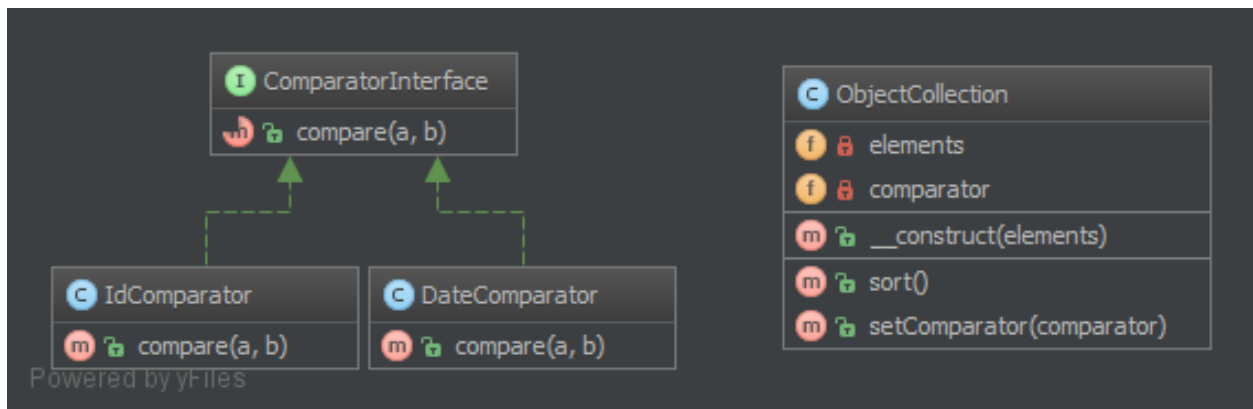 ComparatorInterface
compare(a, b)
ObjectCollection
elements
comparator
__construct(elements)
sort()
setComparator(comparator)
IdComparator
compare(a, b)
DateComparator
compare(a, b)
Powered by yFiles